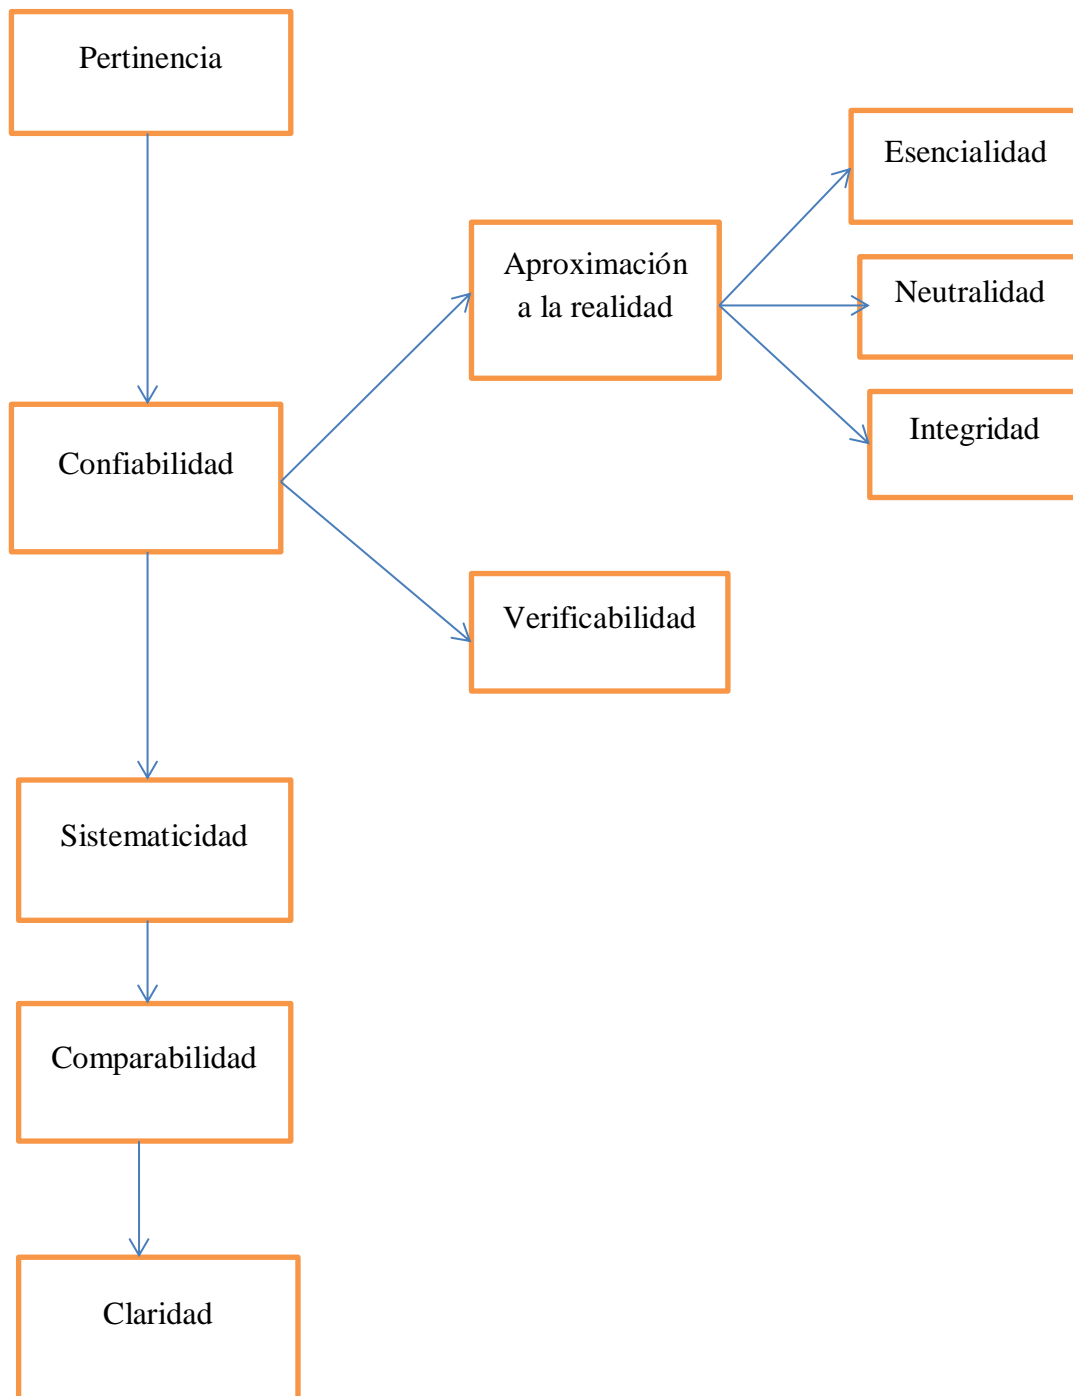 Pertinencia
Esencialidad
Aproximación
a la realidad
Neutralidad
Integridad
Confiabilidad
Verificabilidad
Sistematicidad
Comparabilidad
Claridad